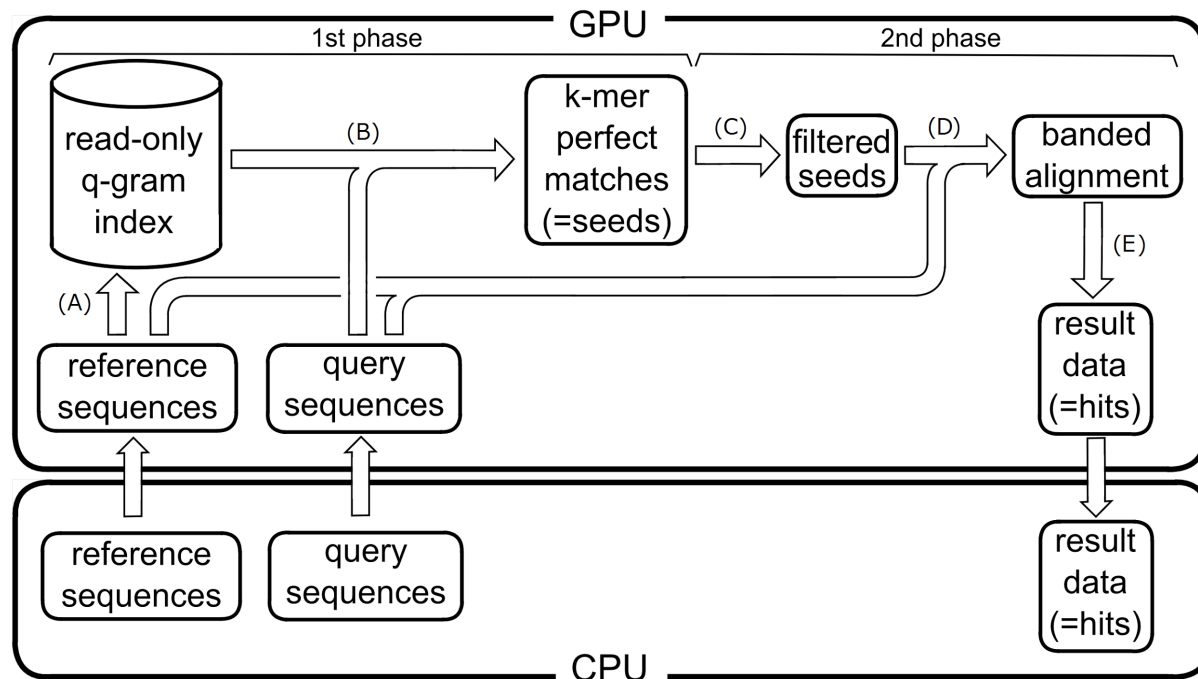 GPU
1st phase
2nd phase
read-only
q-gram
index
(B)
k-mer
perfect
matches
(=seeds)
(C)
filtered
seeds
(D)
banded
alignment
(A)
(E)
reference
sequences
query
sequences
result
data
(=hits)
reference
sequences
query
sequences
result
data
(=hits)
CPU